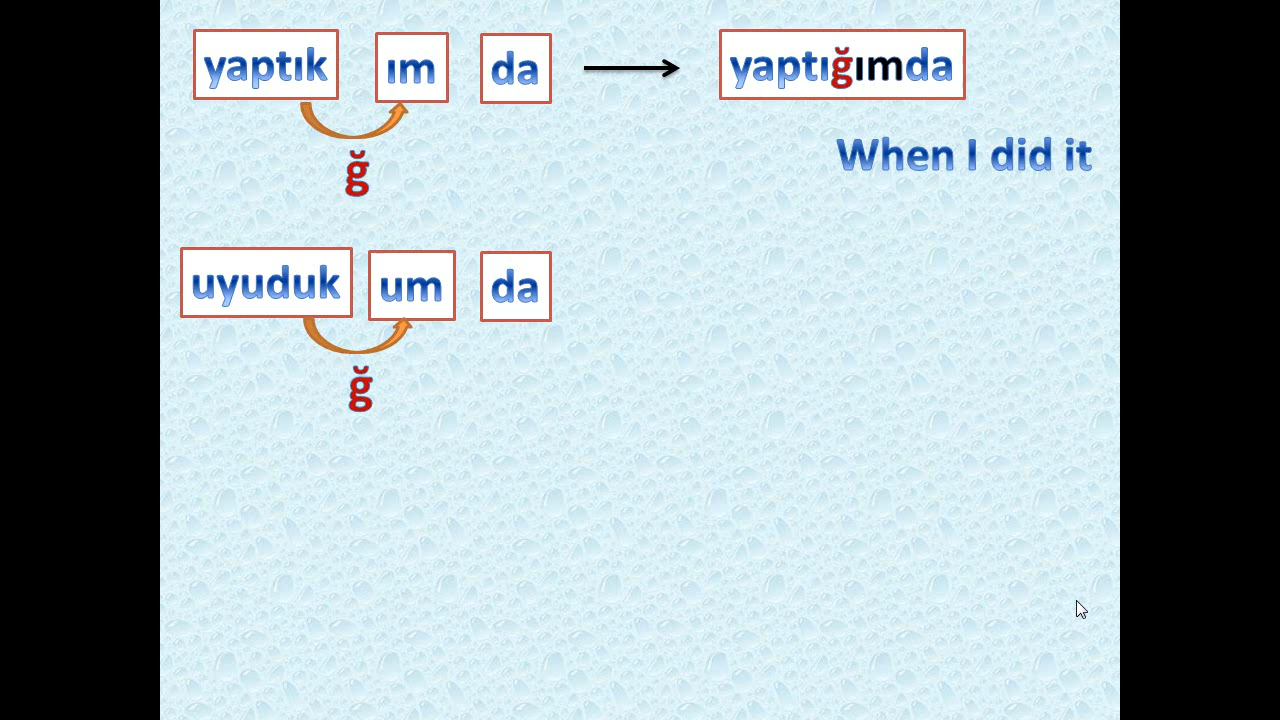 yaptık ım da yaptığımda
ğ
When I did it
uyuduk um da
ğ